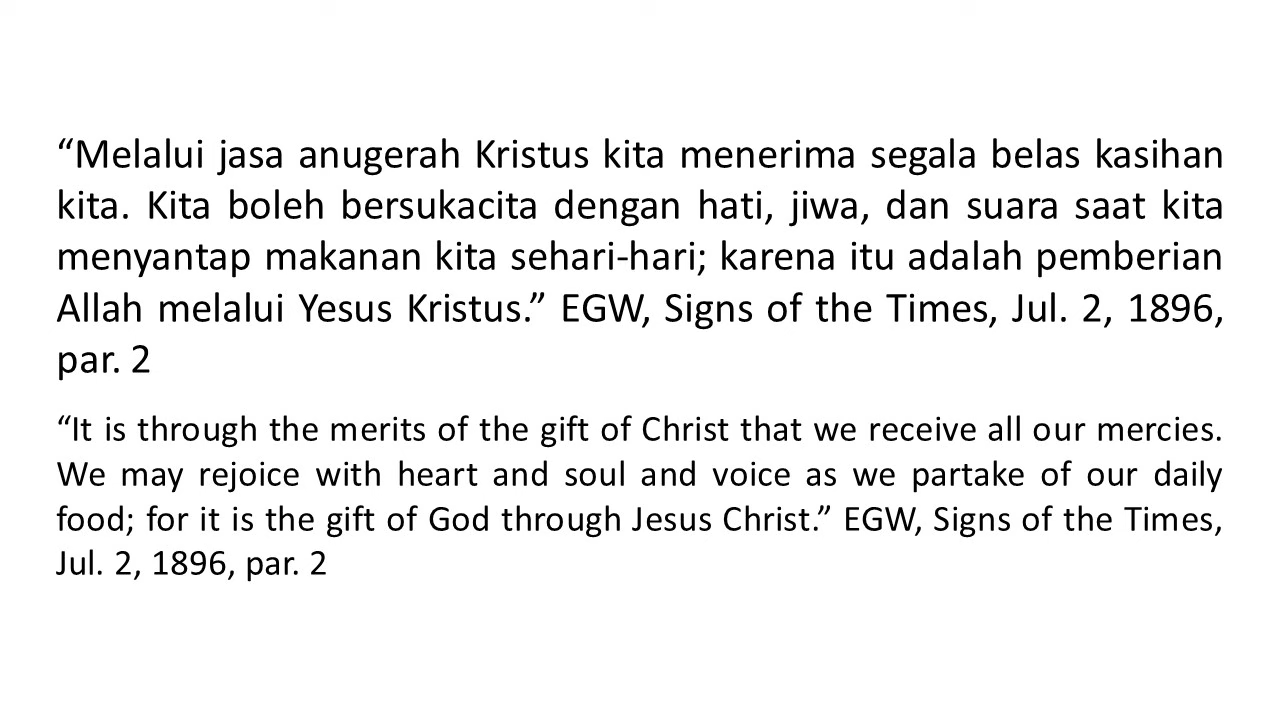 “Melalui jasa anugerah Kristus kita menerima segala belas kasihan
kita. Kita boleh bersukacita dengan hati, jiwa, dan suara saat kita
menyantap makanan kita sehari-hari; karena itu adalah pemberian
Allah melalui Yesus Kristus.” EGW, Signs of the Times, Jul. 2, 1896,
par. 2
“It is through the merits of the gift of Christ that we receive all our mercies.
We may rejoice with heart and soul and voice as we partake of our daily
food; for it is the gift of God through Jesus Christ.” EGW, Signs of the Times,
Jul. 2, 1896, par. 2